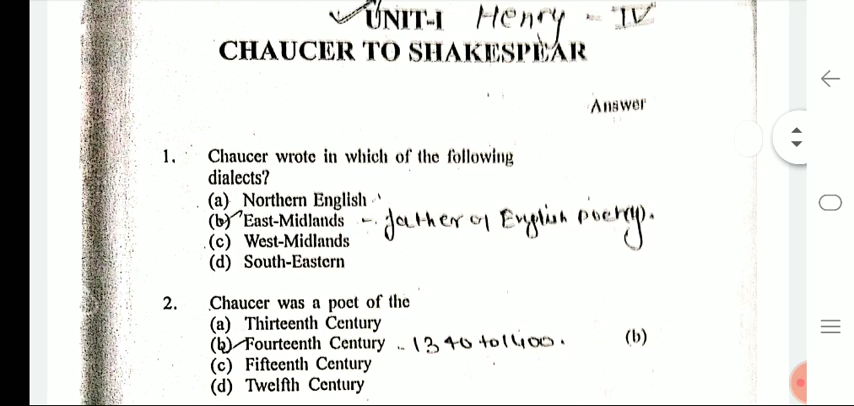 UNIT-I Henry - IV
CHAUCER TO SHAKESPEAR
Answer
1. Chaucer wrote in which of the following
dialects?
(a) Northern English
(b) East-Midlands - father of English poetry.
(c) West-Midlands
(d) South-Eastern
2. Chaucer was a poet of the
(a) Thirteenth Century
(b) Fourteenth Century - 1340 to 1400. (b)
(c) Fifteenth Century
(d) Twelfth Century